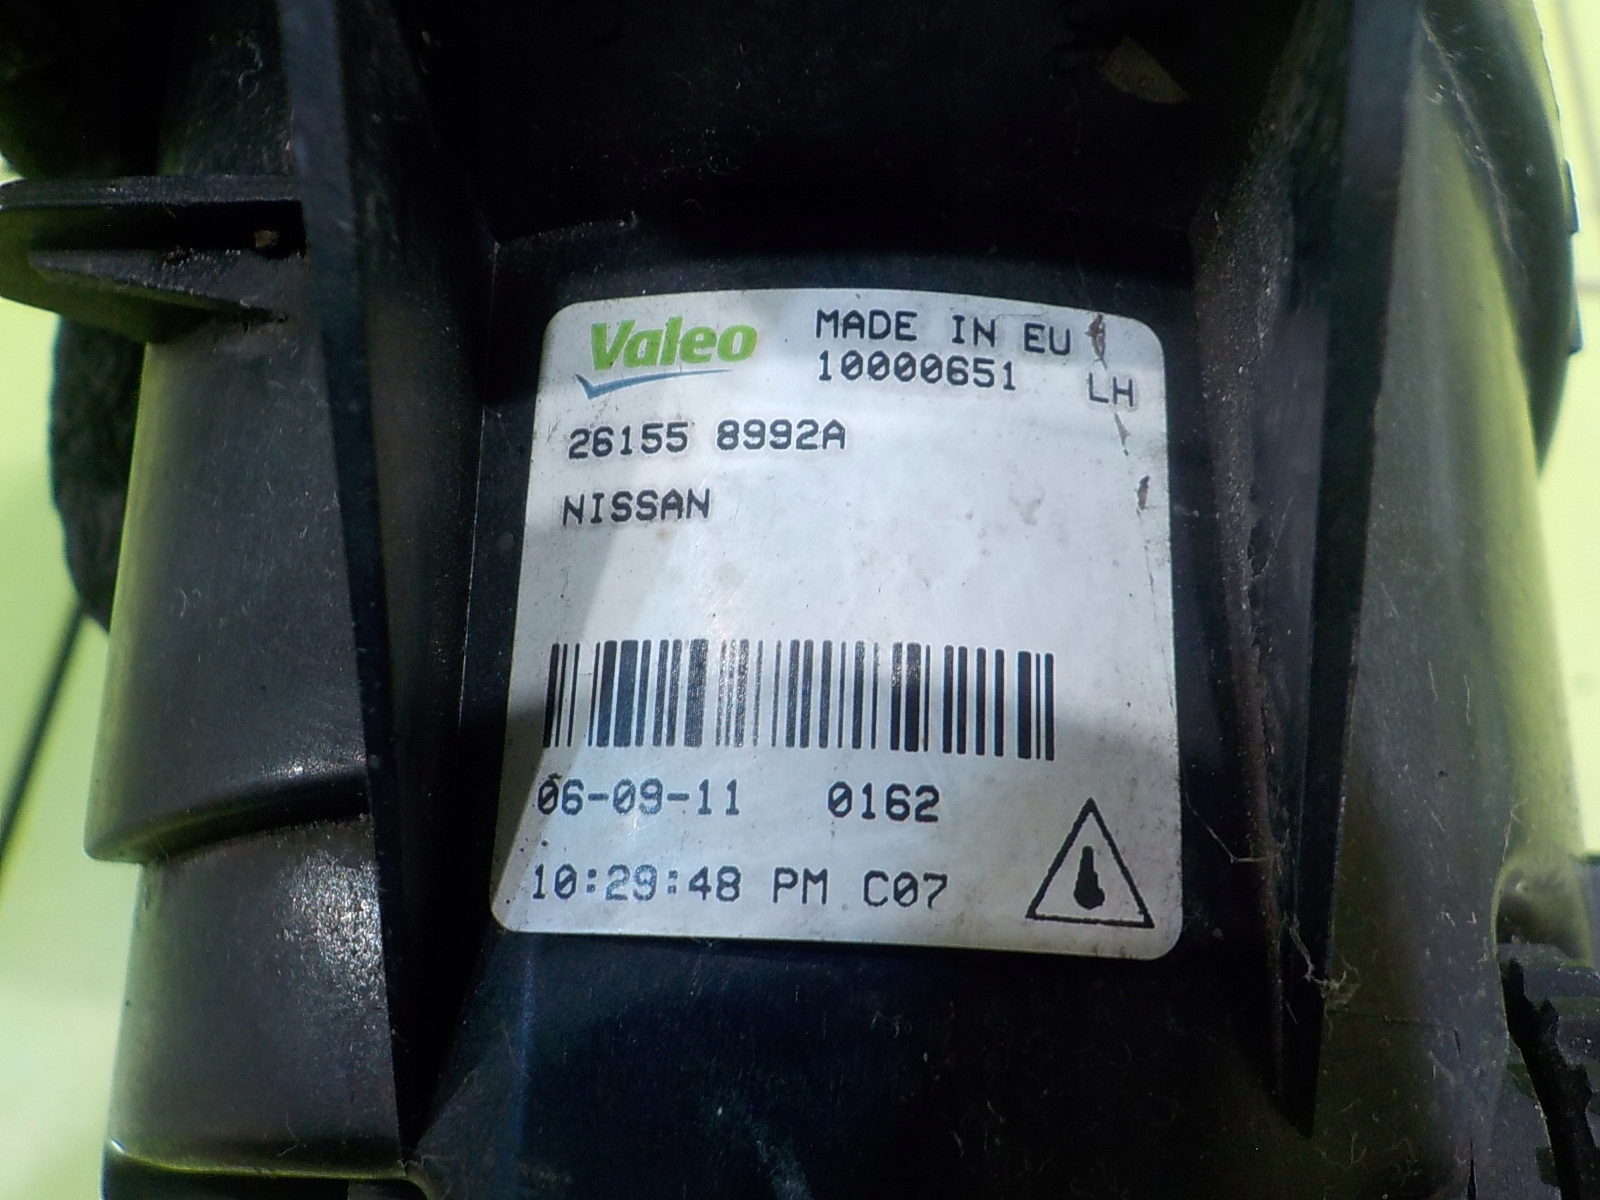 Valeo MADE IN EU
10000651 LH
26155 8992A
NISSAN
06-09-11 0162
10:29:48 PM C07